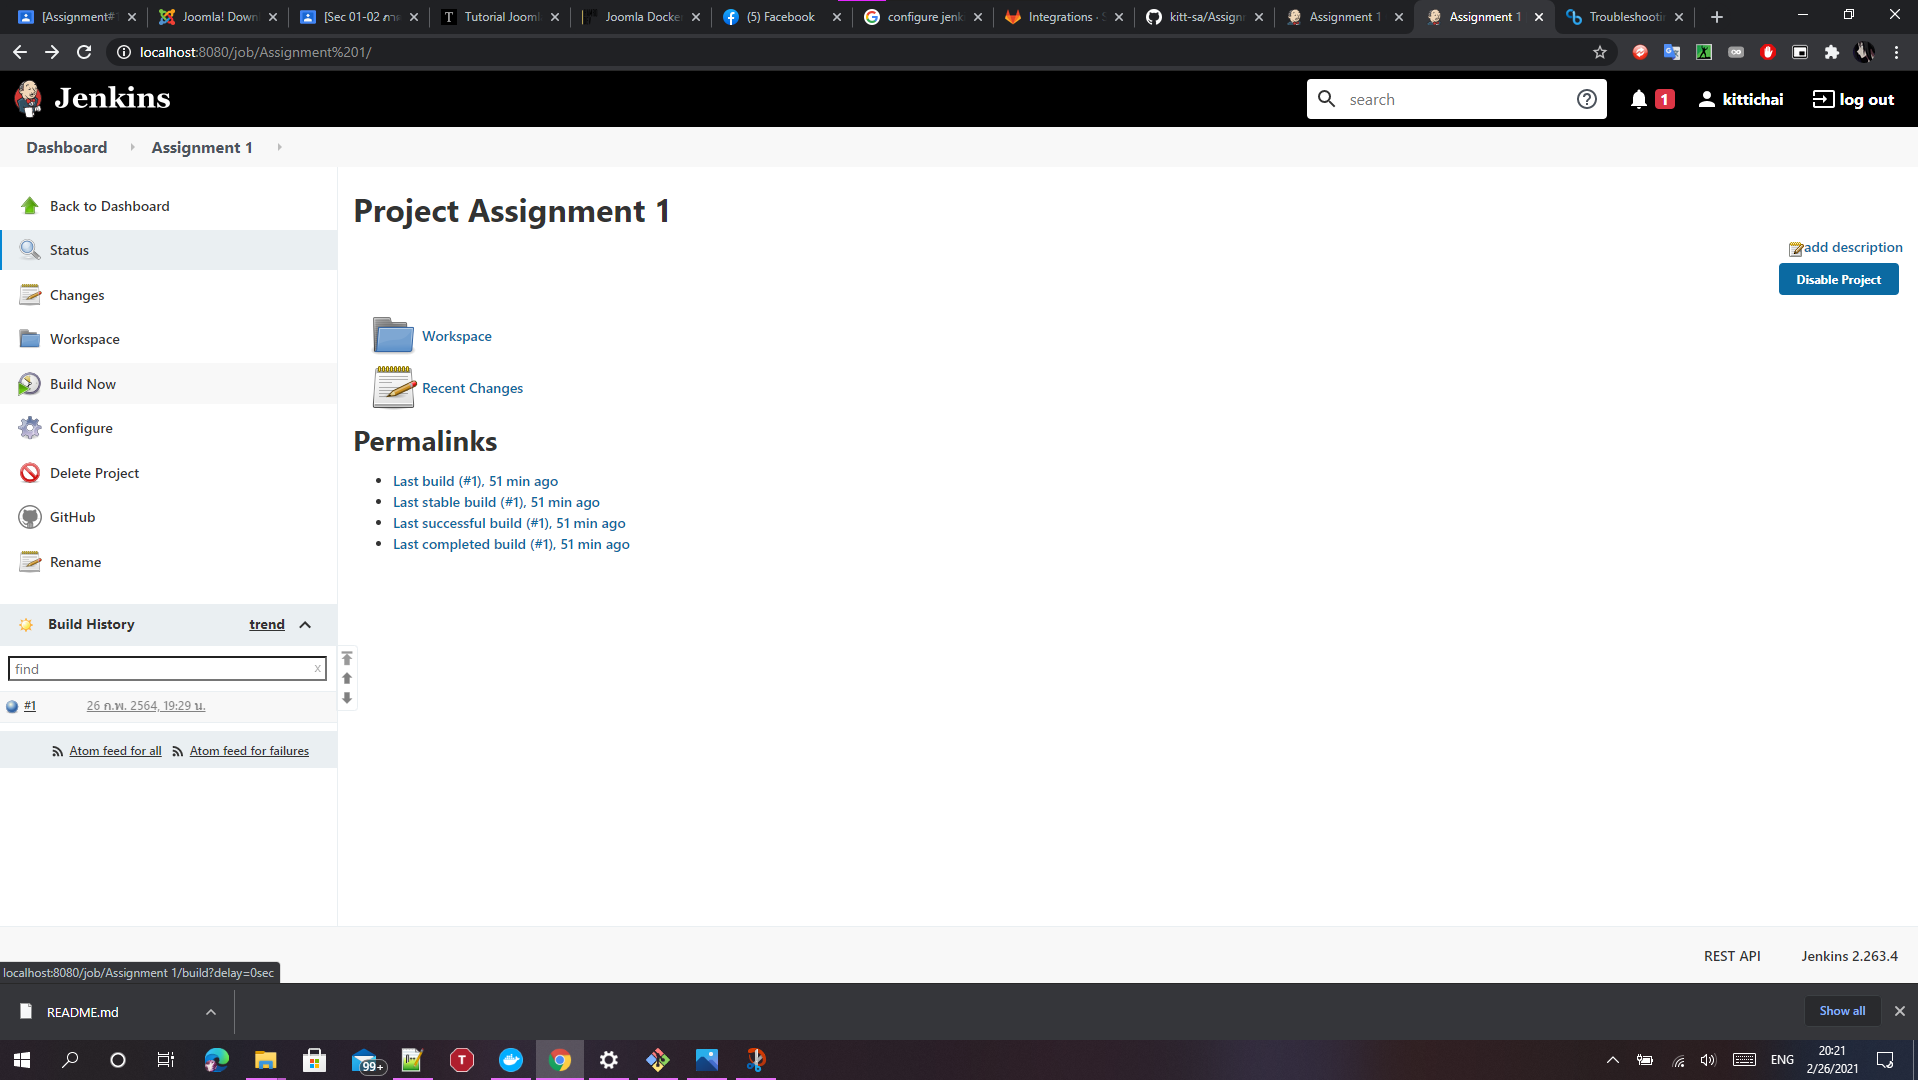 [Assignment#
Joomla! Down
[Sec 01-02 ภา
Tutorial Jooml
Joomla Docke
(5) Facebook
configure jenk
Integrations · S
kitt-sa/Assignm
Assignment 1
Assignment 1
Troubleshootin
localhost:8080/job/Assignment%201/
Jenkins
search
1
kittichai
log out
Dashboard
Assignment 1
Back to Dashboard
Status
Changes
Workspace
Build Now
Configure
Delete Project
GitHub
Rename
Build History
trend
find
x
#1
26 ก.พ. 2564, 19:29 น.
Atom feed for all
Atom feed for failures
Project Assignment 1
add description
Disable Project
Workspace
Recent Changes
Permalinks
Last build (#1), 51 min ago
Last stable build (#1), 51 min ago
Last successful build (#1), 51 min ago
Last completed build (#1), 51 min ago
REST API
Jenkins 2.263.4
localhost:8080/job/Assignment 1/build?delay=0sec
README.md
Show all
99+
ENG
20:21
2/26/2021